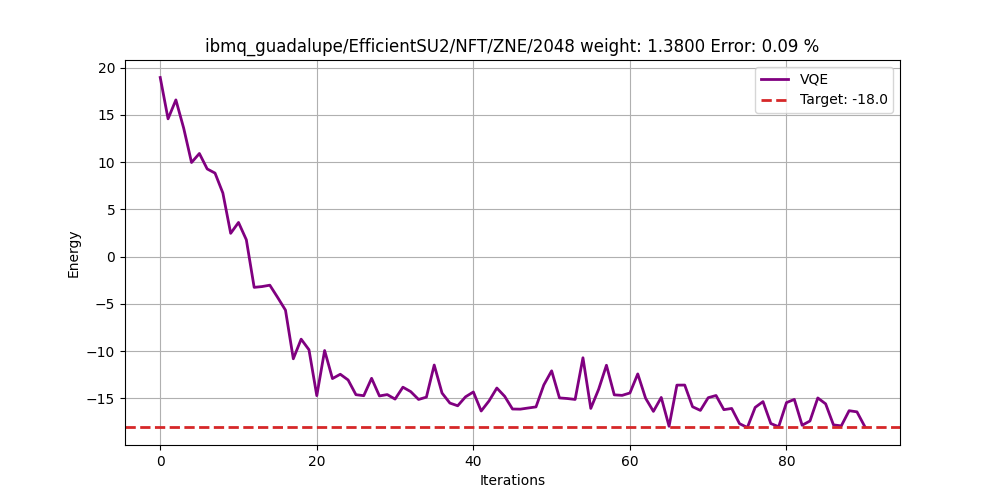 ibmq_guadalupe/EfficientSU2/NFT/ZNE/2048 weight: 1.3800 Error: 0.09 %
VQE
Target: -18.0
20
15
10
5
0
−5
−10
−15
Energy
0 20 40 60 80
Iterations